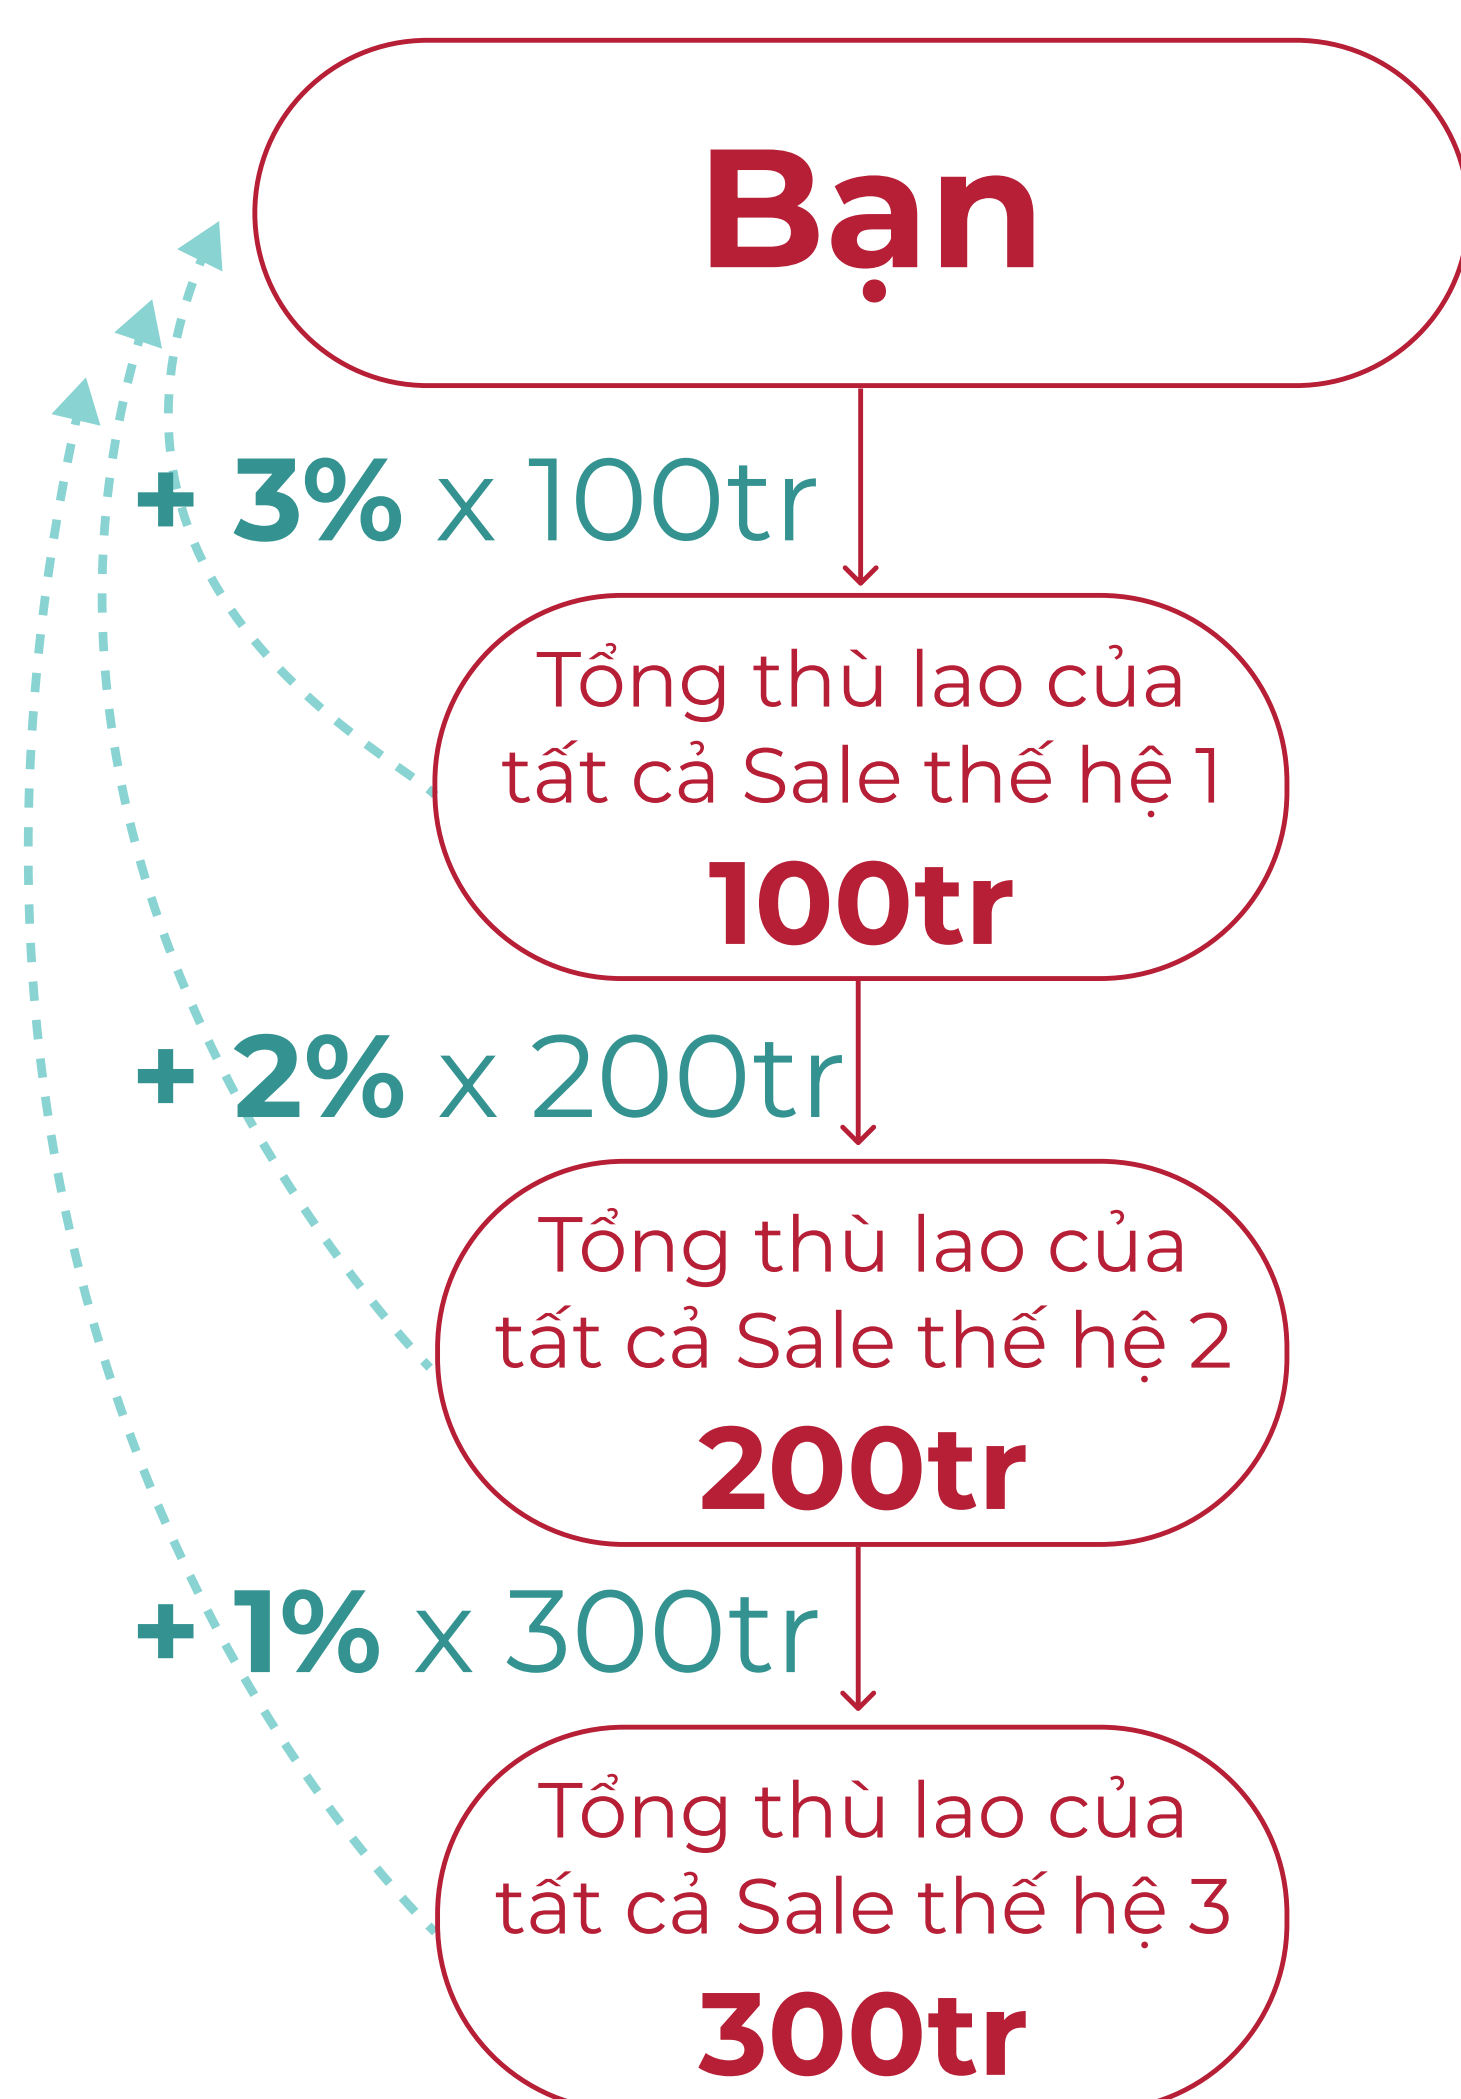 Bạn
+ 3% x 100tr
Tổng thù lao của
tất cả Sale thế hệ 1
100tr
+ 2% x 200tr
Tổng thù lao của
tất cả Sale thế hệ 2
200tr
+ 1% x 300tr
Tổng thù lao của
tất cả Sale thế hệ 3
300tr